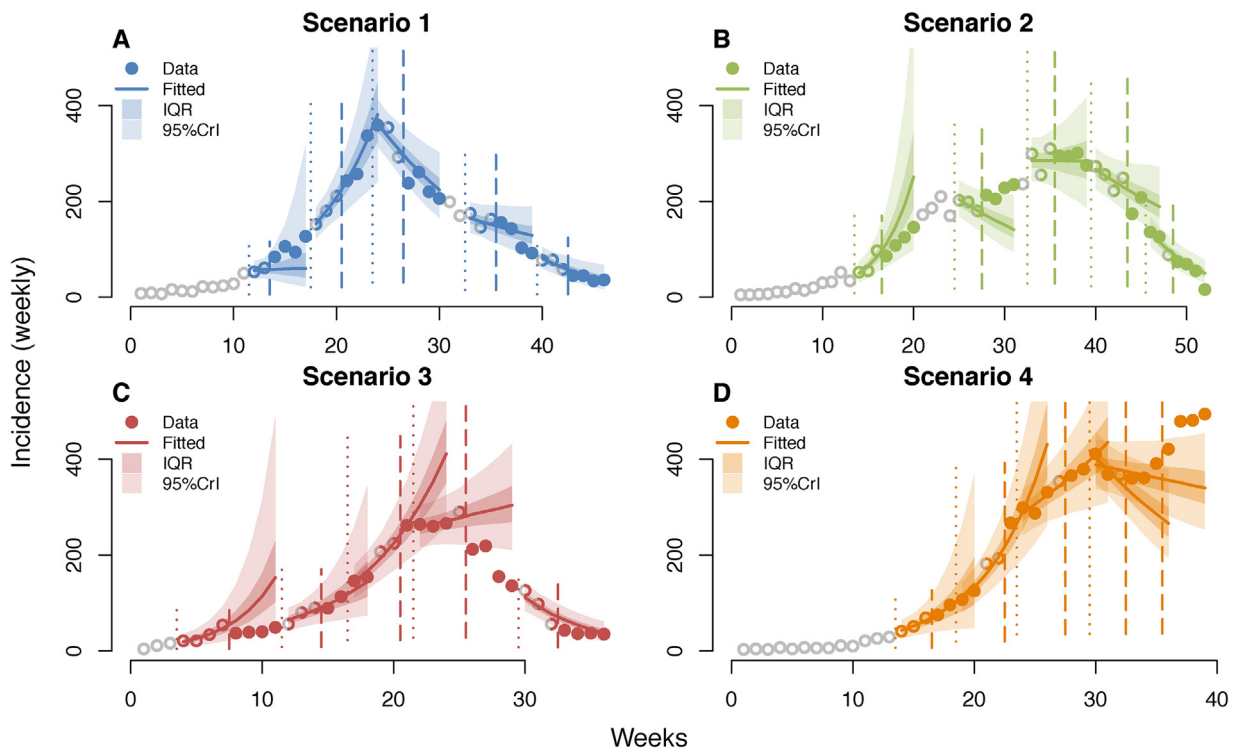 Scenario 1
A
Data
Fitted
IQR
95%CrI
400
200
0
0 10 20 30 40
Scenario 2
B
Data
Fitted
IQR
95%CrI
400
200
0
0 10 20 30 40 50
Scenario 3
C
Data
Fitted
IQR
95%CrI
400
200
0
0 10 20 30
Scenario 4
D
Data
Fitted
IQR
95%CrI
400
200
0
0 10 20 30 40
Incidence (weekly)
Weeks